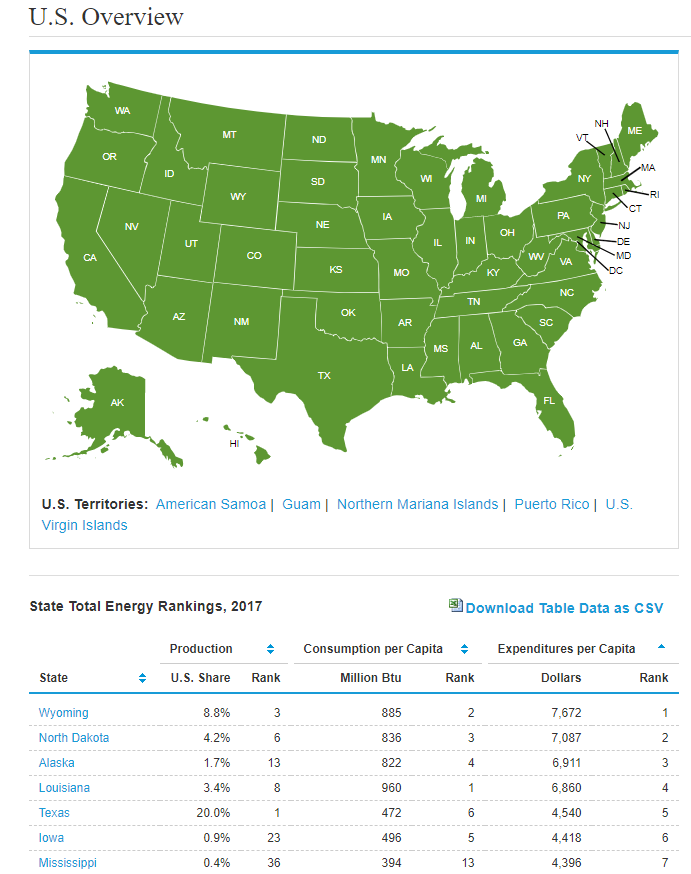 U.S. Overview
WA
MT
ND
MN
ME
NH
VT
OR
ID
SD
WI
MI
NY
MA
RI
CT
WY
NE
IA
PA
NJ
NV
UT
CO
IL
IN
OH
DE
MD
DC
CA
KS
MO
KY
WV
VA
AZ
NM
OK
AR
TN
NC
SC
TX
LA
MS
AL
GA
FL
AK
HI
U.S. Territories: American Samoa | Guam | Northern Mariana Islands | Puerto Rico | U.S.
Virgin Islands
State Total Energy Rankings, 2017 Download Table Data as CSV
Production Consumption per Capita Expenditures per Capita
State U.S. Share Rank Million Btu Rank Dollars Rank
Wyoming 8.8% 3 885 2 7,672 1
North Dakota 4.2% 6 836 3 7,087 2
Alaska 1.7% 13 822 4 6,911 3
Louisiana 3.4% 8 960 1 6,860 4
Texas 20.0% 1 472 6 4,540 5
Iowa 0.9% 23 496 5 4,418 6
Mississippi 0.4% 36 394 13 4,396 7